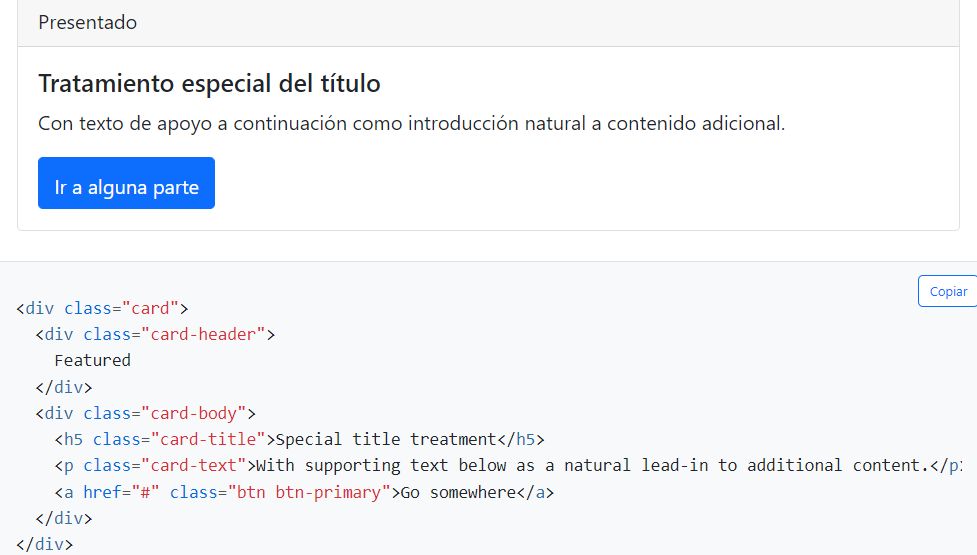 Presentado
Tratamiento especial del título
Con texto de apoyo a continuación como introducción natural a contenido adicional.
Ir a alguna parte
Copiar
<div class="card">
  <div class="card-header">
    Featured
  </div>
  <div class="card-body">
    <h5 class="card-title">Special title treatment</h5>
    <p class="card-text">With supporting text below as a natural lead-in to additional content.</p
    <a href="#" class="btn btn-primary">Go somewhere</a>
  </div>
</div>